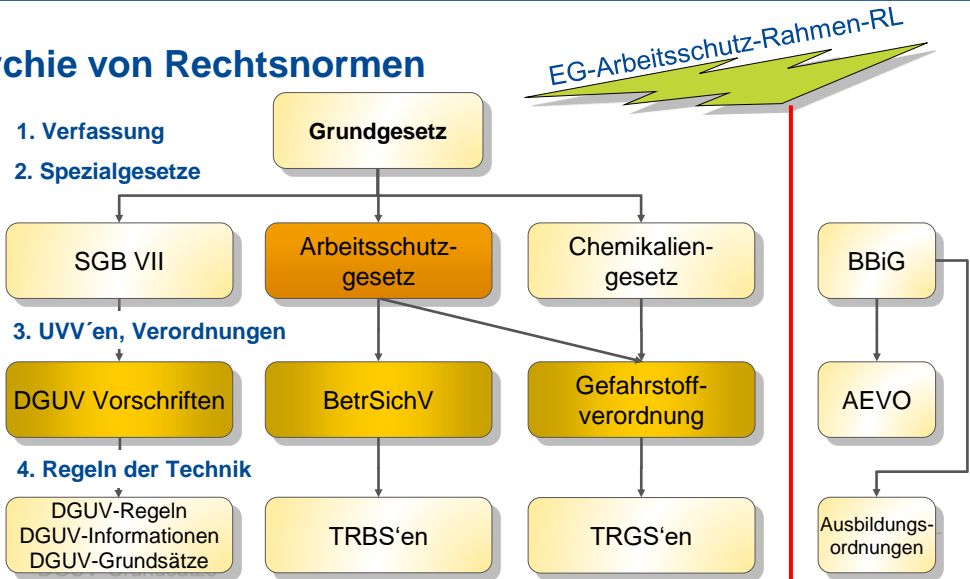 chie von Rechtsnormen
EG-Arbeitsschutz-Rahmen-RL
1. Verfassung
Grundgesetz
2. Spezialgesetze
SGB VII
Arbeitsschutz-
gesetz
Chemikalien-
gesetz
BBiG
3. UVV´en, Verordnungen
DGUV Vorschriften
BetrSichV
Gefahrstoff-
verordnung
AEVO
4. Regeln der Technik
DGUV-Regeln
DGUV-Informationen
DGUV-Grundsätze
TRBS‘en
TRGS‘en
Ausbildungs-
ordnungen